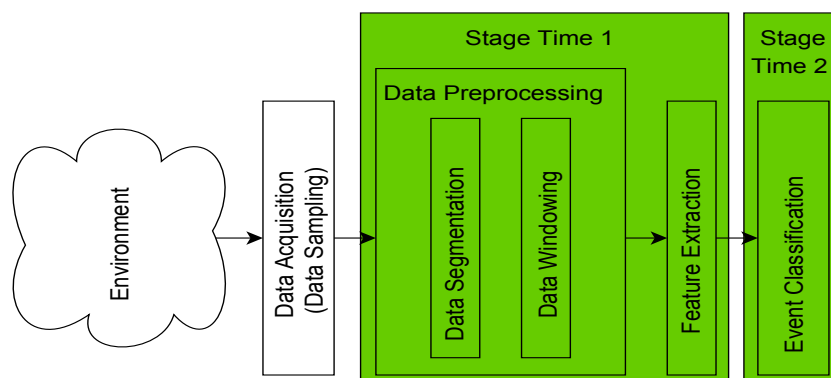 Environment
Data Acquisition
(Data Sampling)
Stage Time 1
Data Preprocessing
Data Segmentation
Data Windowing
Feature Extraction
Stage
Time 2
Event Classification